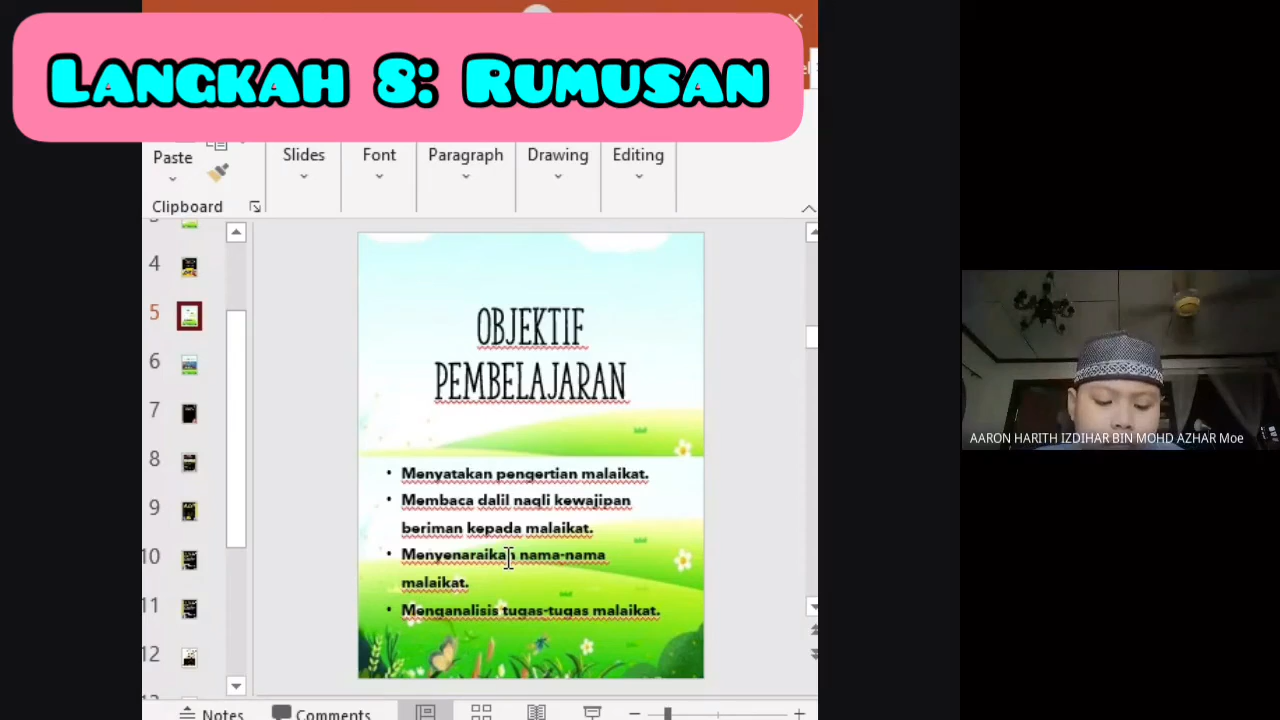 LANGKAH 8: RUMUSAN
Paste
Slides
Font
Paragraph
Drawing
Editing
Clipboard
4
5
6
7
8
9
10
11
12
OBJEKTIF
PEMBELAJARAN
• Menyatakan pengertian malaikat.
• Membaca dalil naqli kewajipan
beriman kepada malaikat.
• Menyenaraikan nama-nama
malaikat.
• Menganalisis tugas-tugas malaikat.
AARON HARITH IZDIHAR BIN MOHD AZHAR Moe
Notes
Comments